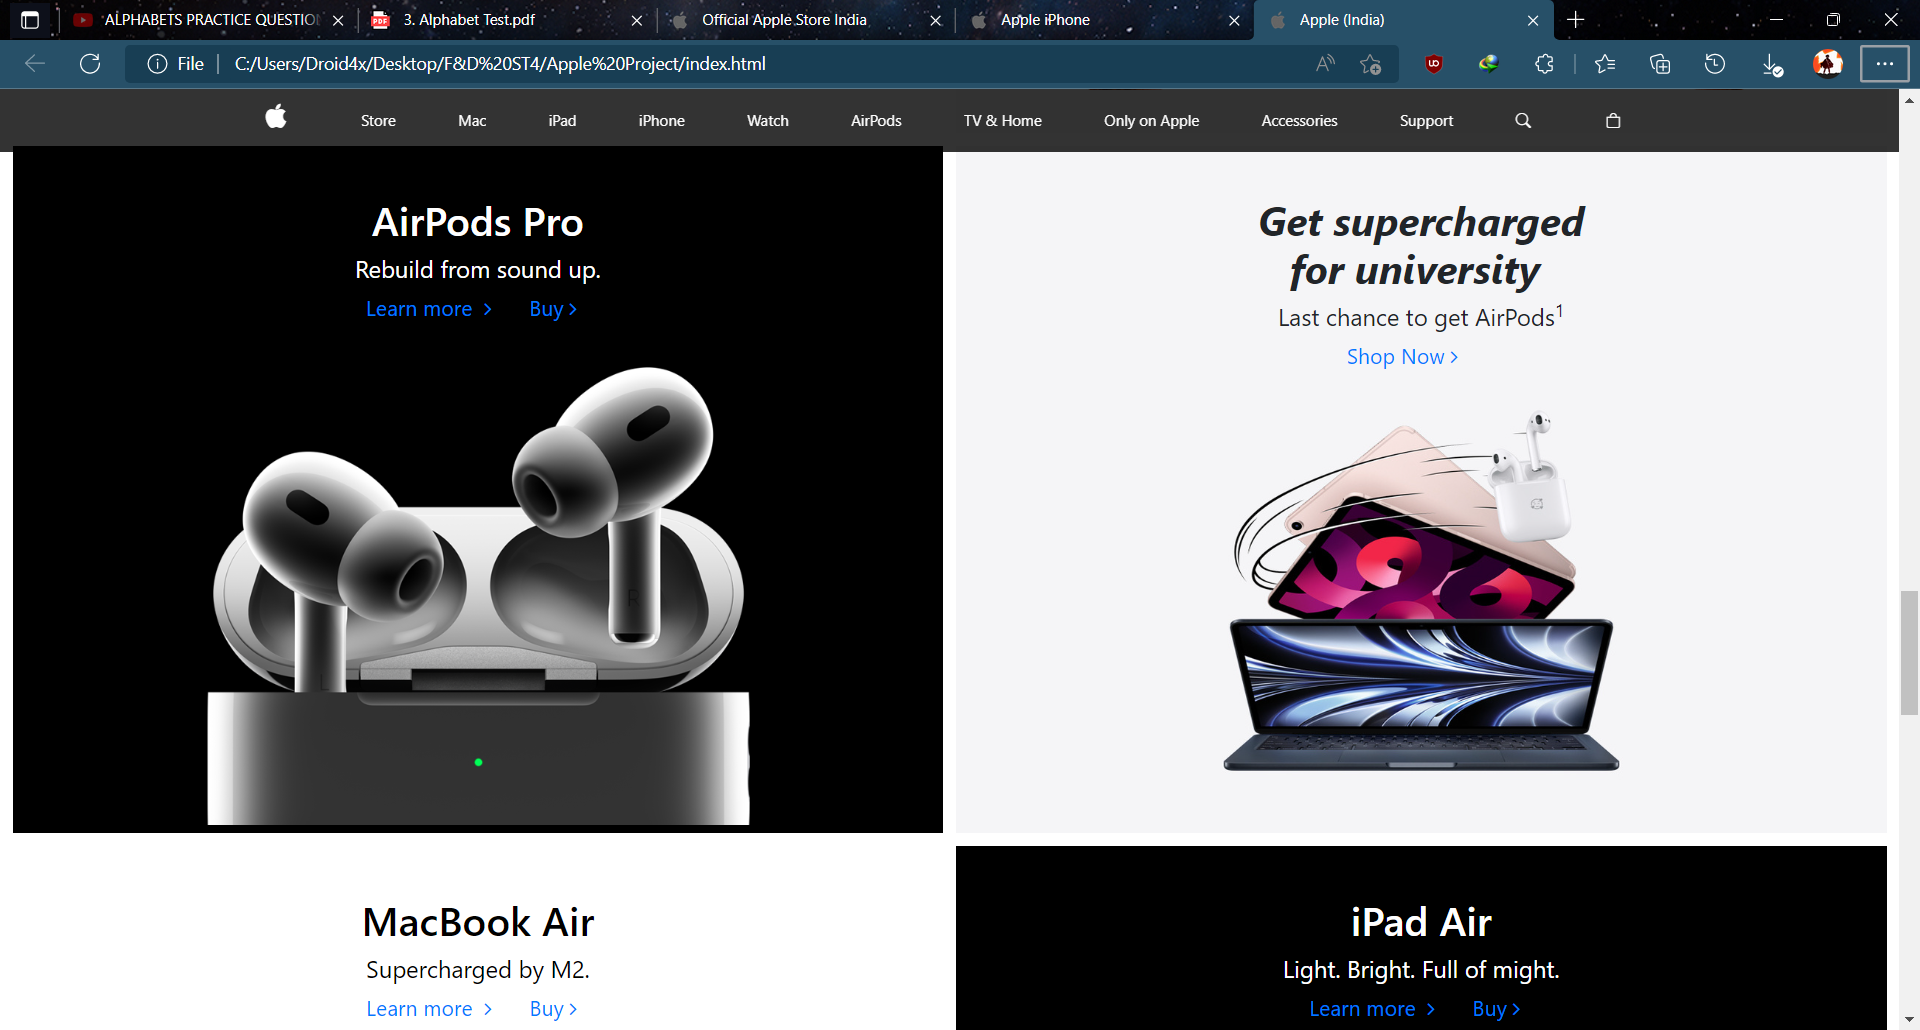 ALPHABETS PRACTICE QUESTIO
3. Alphabet Test.pdf
Official Apple Store India
Apple iPhone
Apple (India)
File
C:/Users/Droid4x/Desktop/F&D%20ST4/Apple%20Project/index.html
Store
Mac
iPad
iPhone
Watch
AirPods
TV & Home
Only on Apple
Accessories
Support
AirPods Pro
Rebuild from sound up.
Learn more >
Buy >
Get supercharged
for university
Last chance to get AirPods¹
Shop Now >
R
MacBook Air
Supercharged by M2.
Learn more >
Buy >
iPad Air
Light. Bright. Full of might.
Learn more >
Buy >